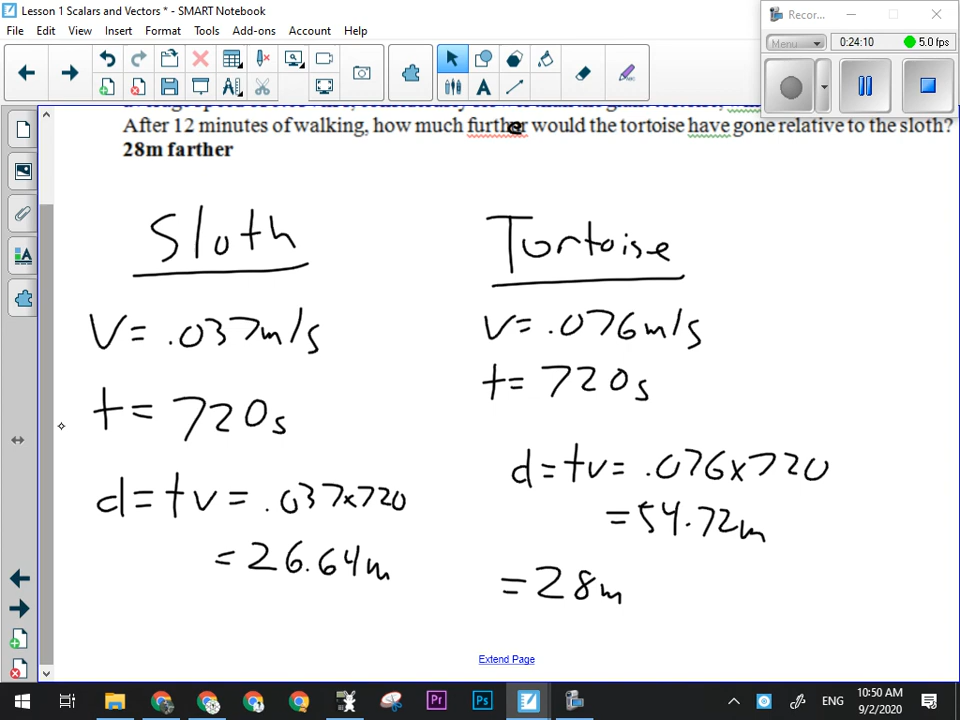 Lesson 1 Scalars and Vectors * - SMART Notebook
File Edit View Insert Format Tools Add-ons Account Help
Recor...
Menu
0:24:10 5.0 fps
After 12 minutes of walking, how much further would the tortoise have gone relative to the sloth?
28m farther
Sloth
v = .037m/s
t = 720s
d = tv = .037x720
= 26.64m
Tortoise
v = .076m/s
t = 720s
d = tv = .076x720
= 54.72m
= 28m
Extend Page
ENG
10:50 AM
9/2/2020